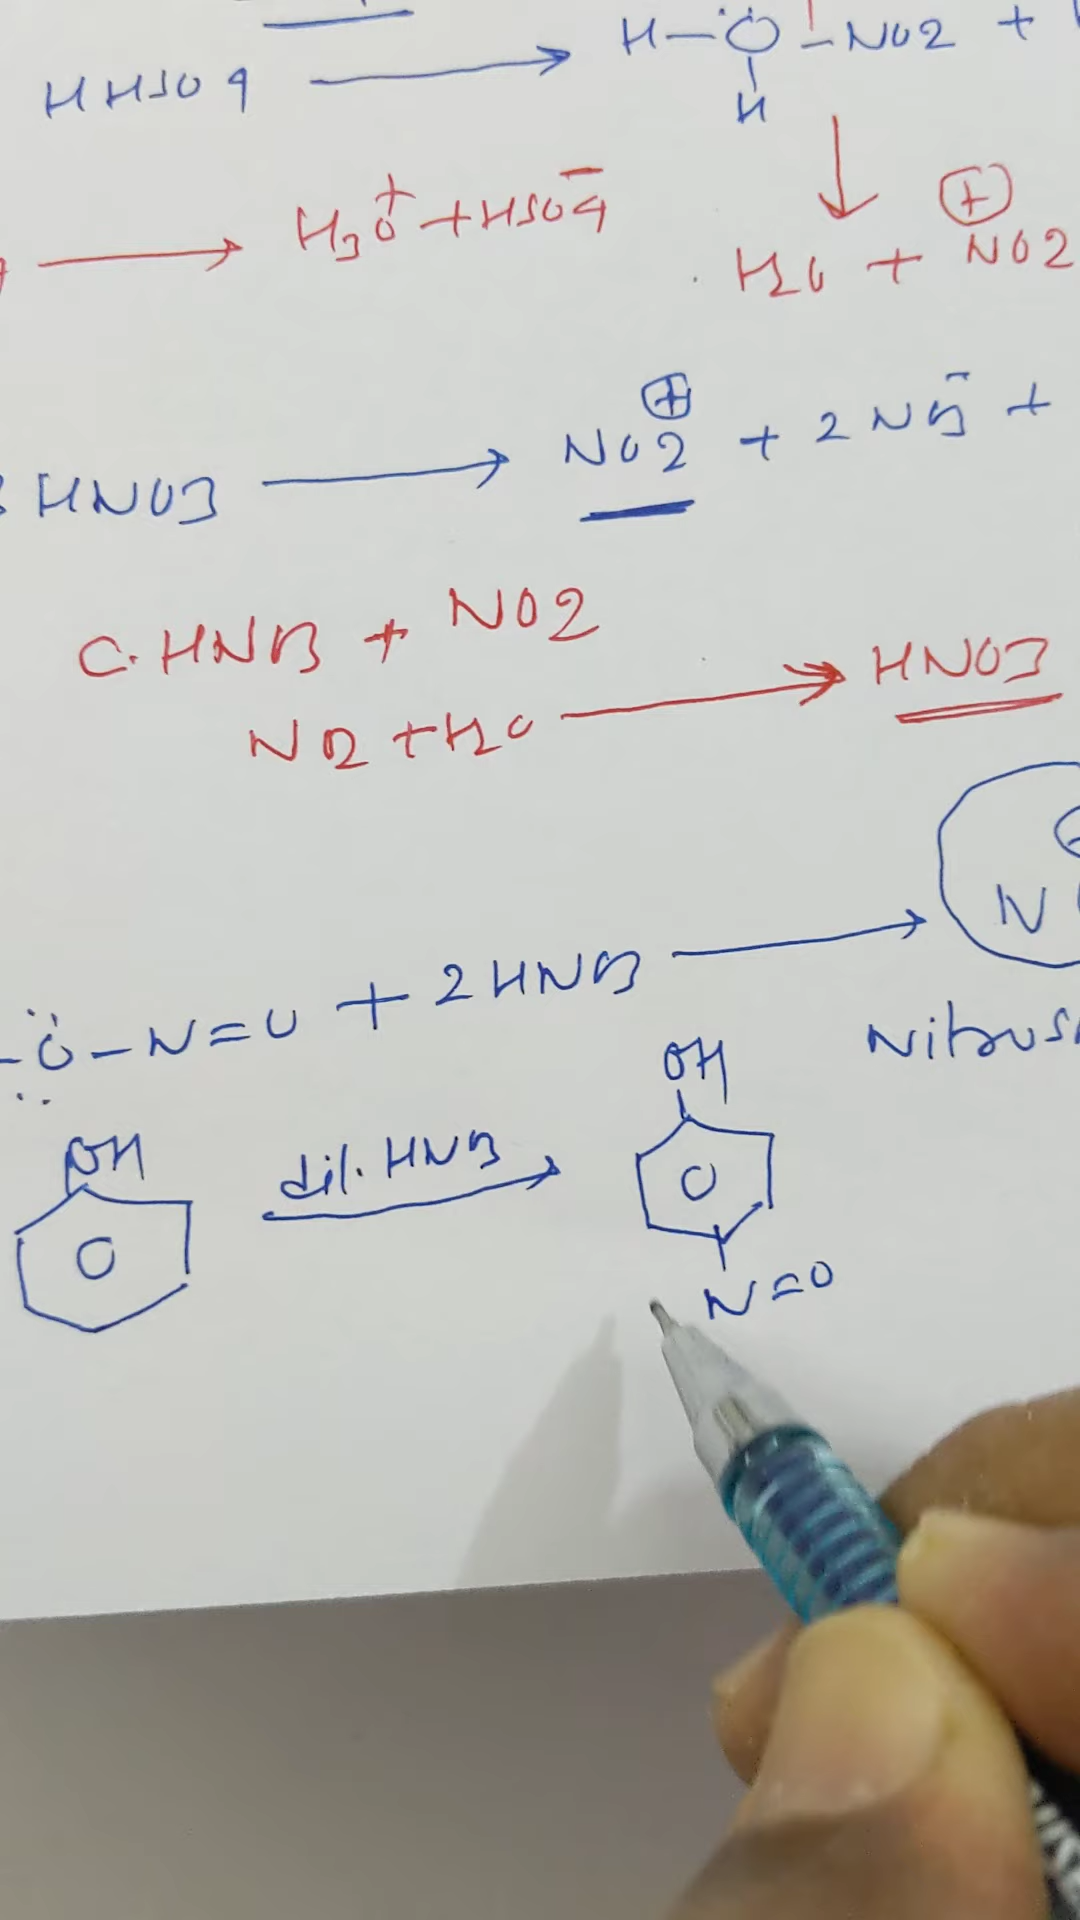 HHSO4 ⟶ H–Ö–NO2 +
H
⟶ H3O⁺ + HSO4⁻
↓
H2O + NO2⊕
HNO3 ⟶ NO2⊕ + 2NO3⁻ +
C.HNO3 + NO2
NO2 + H2O ⟶ HNO3
–Ö–N=O + 2HNO3 ⟶ N
OH
OH dil. HNO3 ⟶
N=O